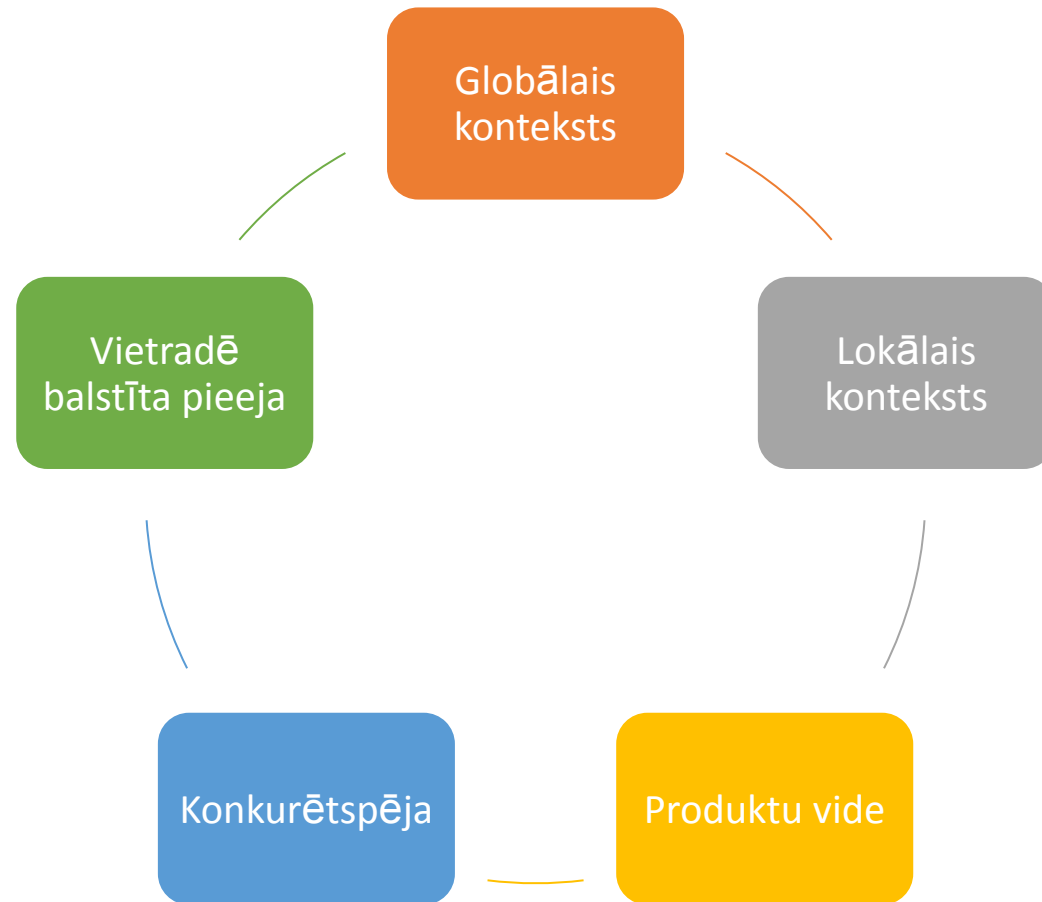 Globālais
konteksts
Lokālais
konteksts
Produktu vide
Konkurētspēja
Vietradē
balstīta pieeja